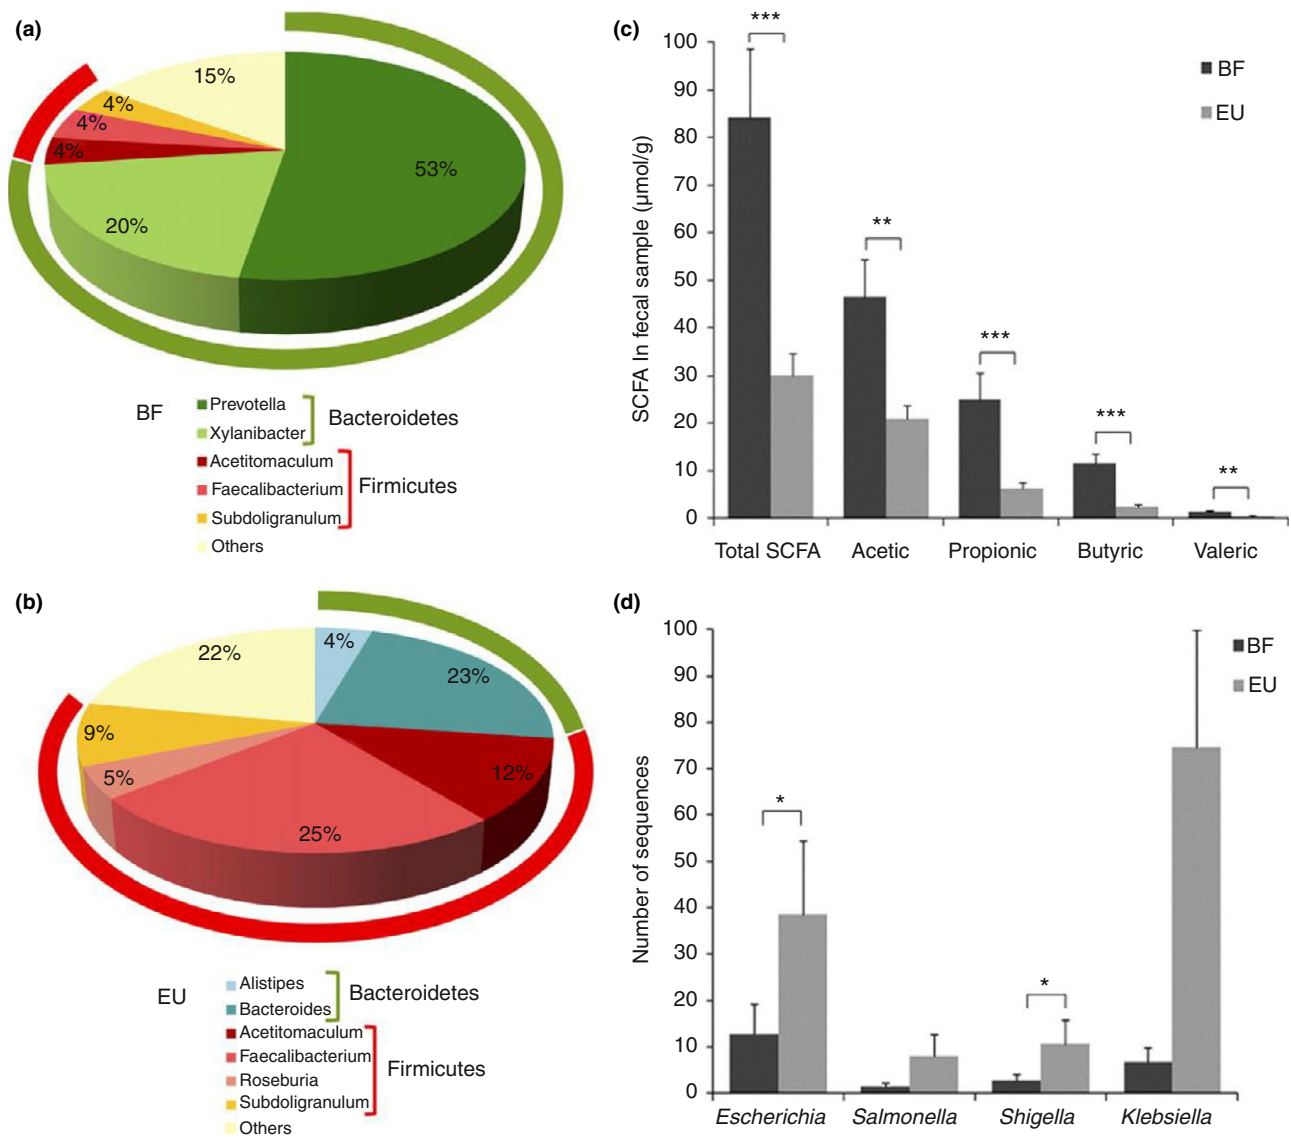 (a)
15%
4%
4%
4%
53%
20%
BF
Prevotella
Xylanibacter
Bacteroidetes
Acetitomaculum
Faecalibacterium
Subdoligranulum
Firmicutes
Others
(b)
4%
22%
23%
9%
5%
12%
25%
EU
Alistipes
Bacteroides
Bacteroidetes
Acetitomaculum
Faecalibacterium
Roseburia
Subdoligranulum
Firmicutes
Others
(c)
SCFA In fecal sample (μmol/g)
100
90
80
70
60
50
40
30
20
10
0
***
**
***
***
**
BF
EU
Total SCFA Acetic Propionic Butyric Valeric
(d)
Number of sequences
100
90
80
70
60
50
40
30
20
10
0
*
*
BF
EU
Escherichia Salmonella Shigella Klebsiella